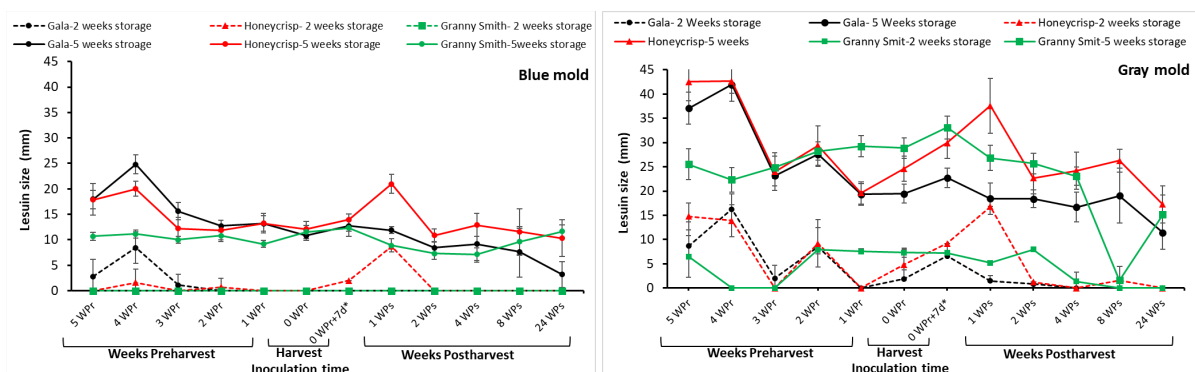 Gala-2 weeks storage Honeycrisp- 2 weeks storage Granny Smith- 2 weeks storage
Gala-5 weeks stroage Honeycrisp-5 weeks storage Granny Smith-5weeks storage
Blue mold
Lesuin size (mm)
45
40
35
30
25
20
15
10
5
0
5 WPr
4 WPr
3 WPr
2 WPr
1 WPr
0 WPr
0 WPr+7d*
1 WPs
2 WPs
4 WPs
8 WPs
24 WPs
Weeks Preharvest Harvest Weeks Postharvest
Inoculation time
Gala-2 Weeks storage Gala- 5 Weeks storage Honeycrisp-2 weeks storage
Honeycrisp-5 weeks Granny Smit-2 weeks storage Granny Smit-5 weeks storage
Gray mold
Lesuin size (mm)
45
40
35
30
25
20
15
10
5
0
5 WPr
4 WPr
3 WPr
2 WPr
1 WPr
0 WPr
0 WPr+7d*
1 WPs
2 WPs
4 WPs
8 WPs
24 WPs
Weeks Preharvest Harvest Weeks Postharvest
Inoculation time